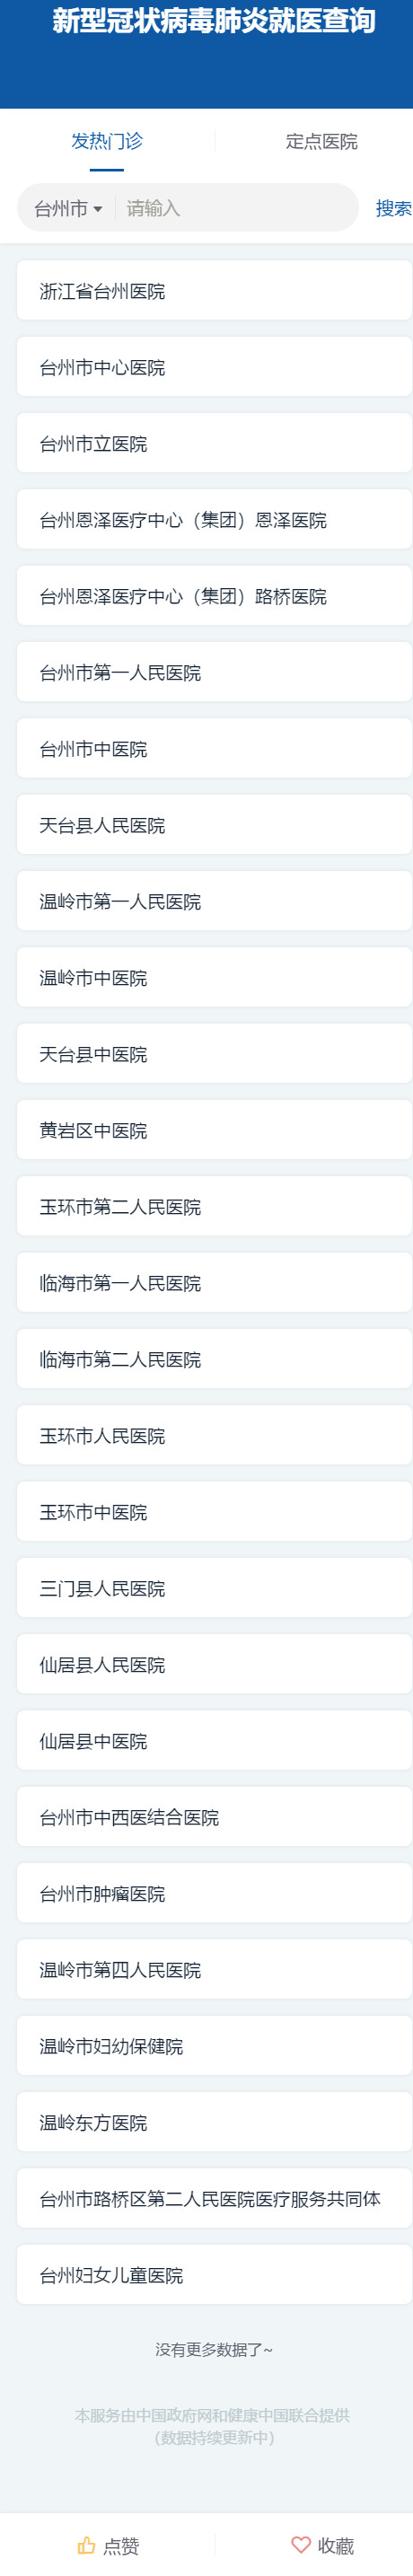 新型冠状病毒肺炎就医查询
发热门诊 定点医院
台州市 请输入 搜索
浙江省台州医院
台州市中心医院
台州市立医院
台州恩泽医疗中心（集团）恩泽医院
台州恩泽医疗中心（集团）路桥医院
台州市第一人民医院
台州市中医院
天台县人民医院
温岭市第一人民医院
温岭市中医院
天台县中医院
黄岩区中医院
玉环市第二人民医院
临海市第一人民医院
临海市第二人民医院
玉环市人民医院
玉环市中医院
三门县人民医院
仙居县人民医院
仙居县中医院
台州市中西医结合医院
台州市肿瘤医院
温岭市第四人民医院
温岭市妇幼保健院
温岭东方医院
台州市路桥区第二人民医院医疗服务共同体
台州妇女儿童医院
没有更多数据了~
本服务由中国政府网和健康中国联合提供
（数据持续更新中）
点赞 收藏